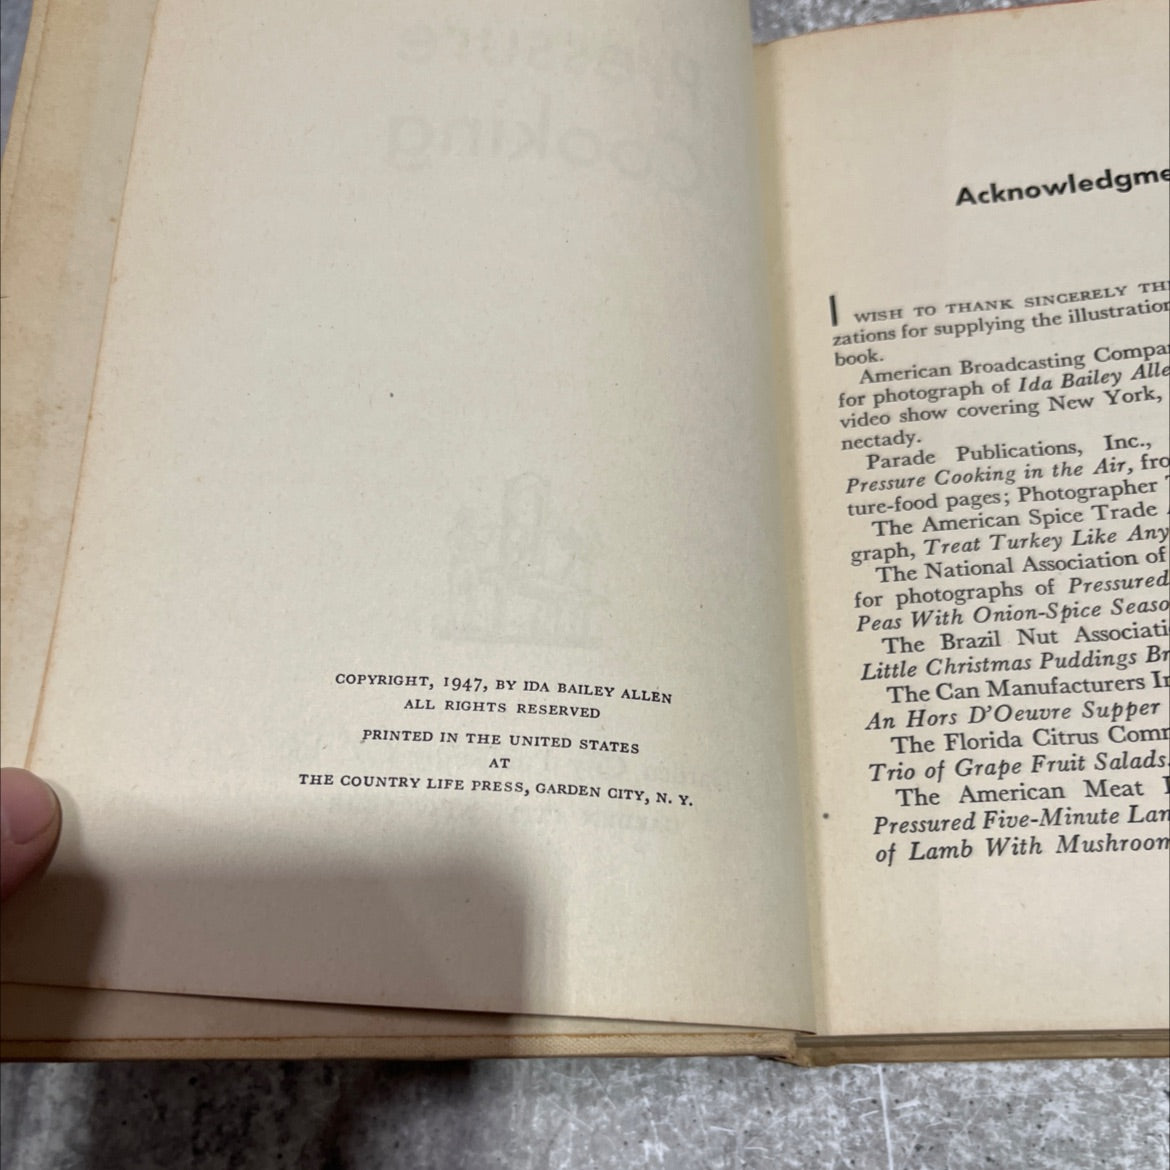 Pressure
Cooking
COPYRIGHT, 1947, BY IDA BAILEY ALLEN
ALL RIGHTS RESERVED
PRINTED IN THE UNITED STATES
AT
THE COUNTRY LIFE PRESS, GARDEN CITY, N. Y.
Acknowledgme
I WISH TO THANK SINCERELY TH
zations for supplying the illustration
book.
American Broadcasting Compa
for photograph of Ida Bailey Alle
video show covering New York,
nectady.
Parade Publications, Inc.,
Pressure Cooking in the Air, fro
ture-food pages; Photographer
The American Spice Trade
graph, Treat Turkey Like Any
The National Association of
for photographs of Pressured
Peas With Onion-Spice Seaso
The Brazil Nut Associati
Little Christmas Puddings Br
The Can Manufacturers In
An Hors D'Oeuvre Supper
The Florida Citrus Com
Trio of Grape Fruit Salads.
The American Meat I
Pressured Five-Minute Lam
of Lamb With Mushroom